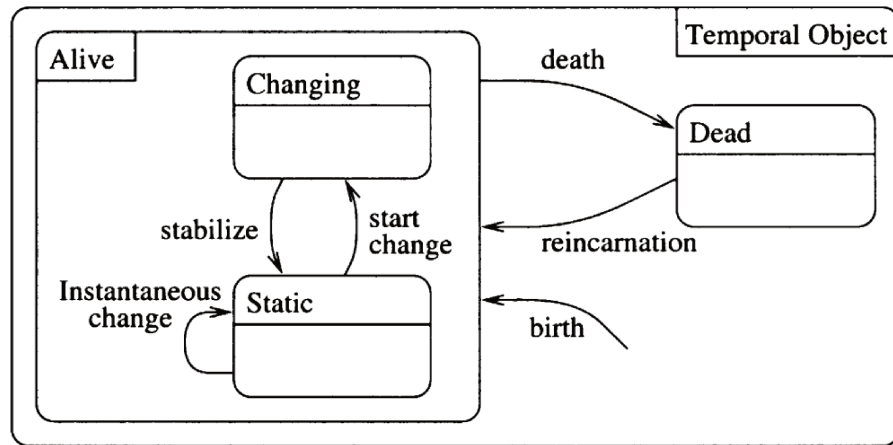 Temporal Object
Alive
Changing
death
Dead
stabilize
start
change
reincarnation
Instantaneous
change
Static
birth